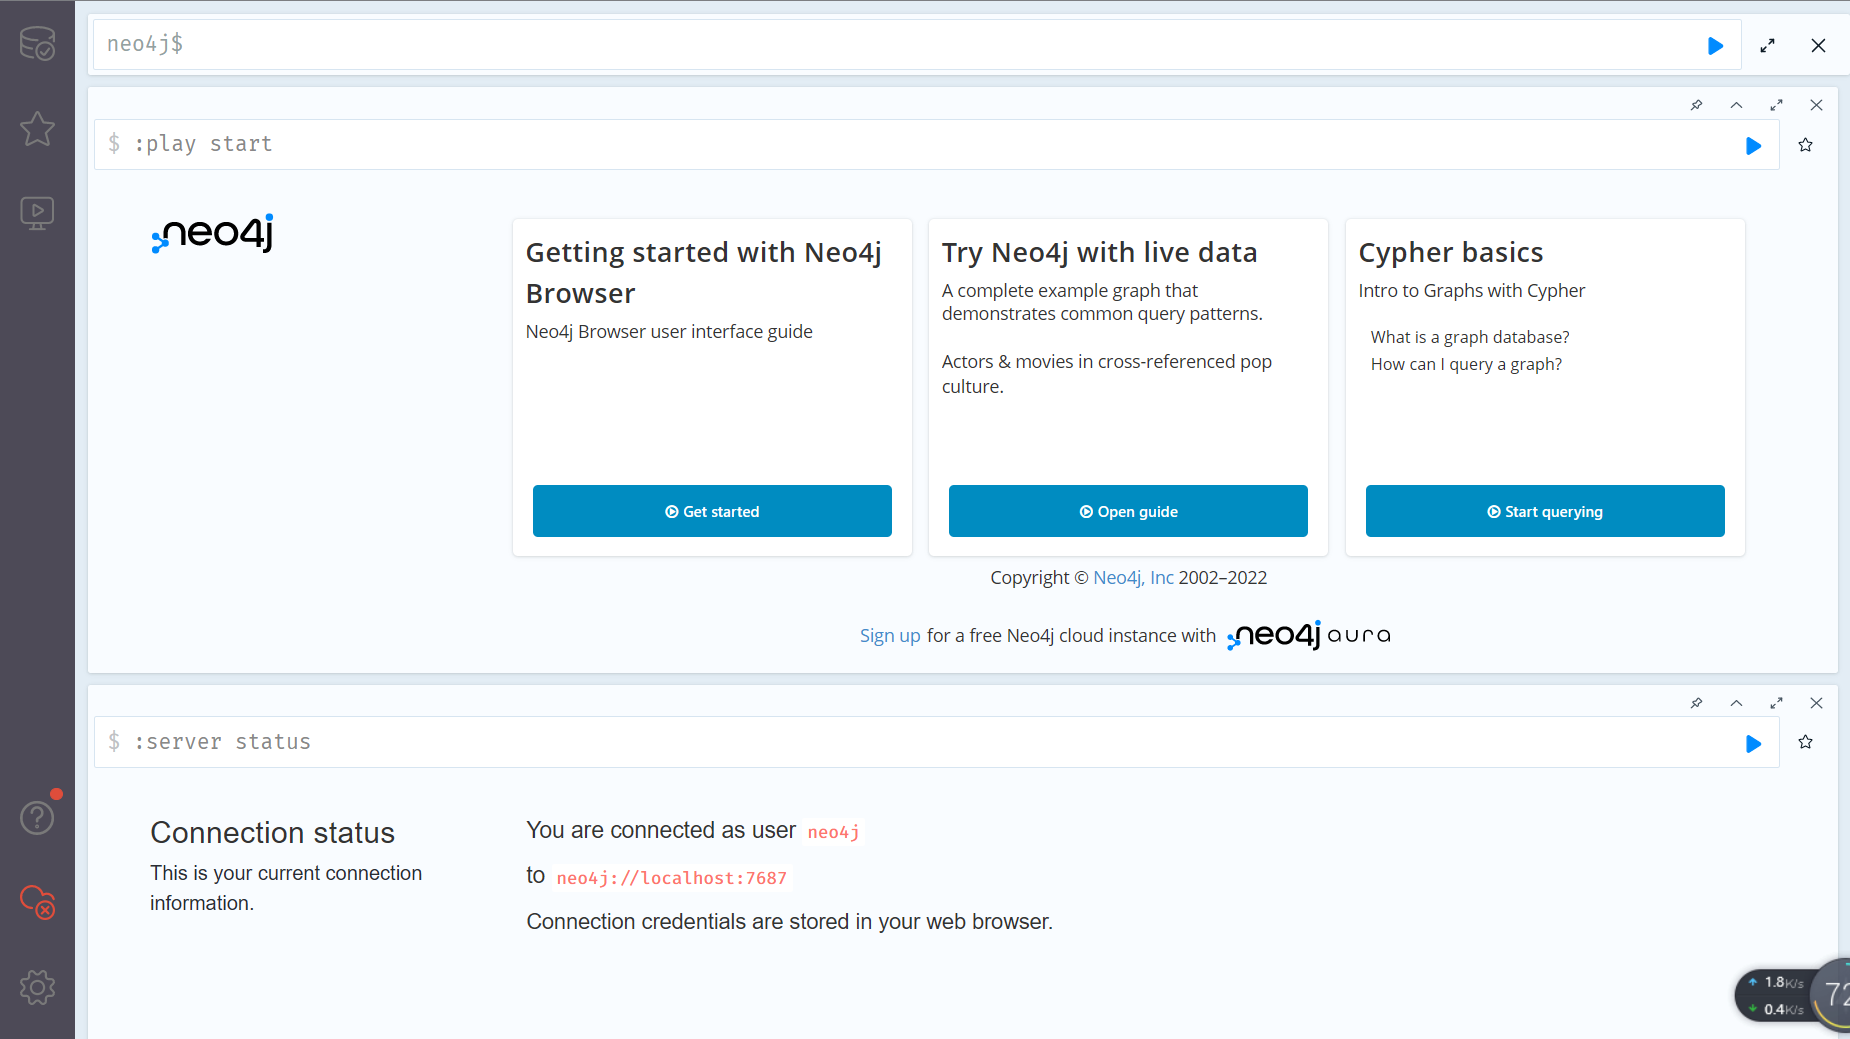 neo4j$
$ :play start
neo4j
Getting started with Neo4j
Browser
Neo4j Browser user interface guide
Get started
Try Neo4j with live data
A complete example graph that
demonstrates common query patterns.
Actors & movies in cross-referenced pop
culture.
Open guide
Cypher basics
Intro to Graphs with Cypher
What is a graph database?
How can I query a graph?
Start querying
Copyright © Neo4j, Inc 2002–2022
Sign up for a free Neo4j cloud instance with neo4j aura
$ :server status
Connection status
This is your current connection
information.
You are connected as user neo4j
to neo4j://localhost:7687
Connection credentials are stored in your web browser.
1.8K/s
0.4K/s
72